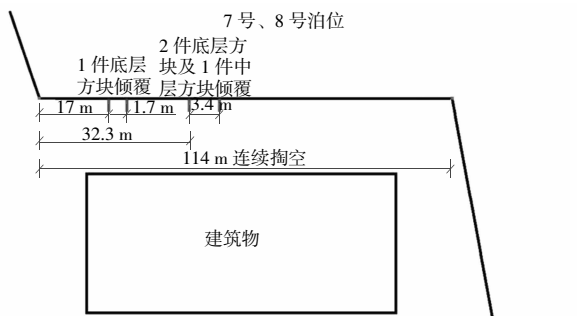 7 号、8 号泊位
1 件底层
方块倾覆
2 件底层方
块及 1 件中
层方块倾覆
17 m
1.7 m
3.4 m
32.3 m
114 m 连续掏空
建筑物